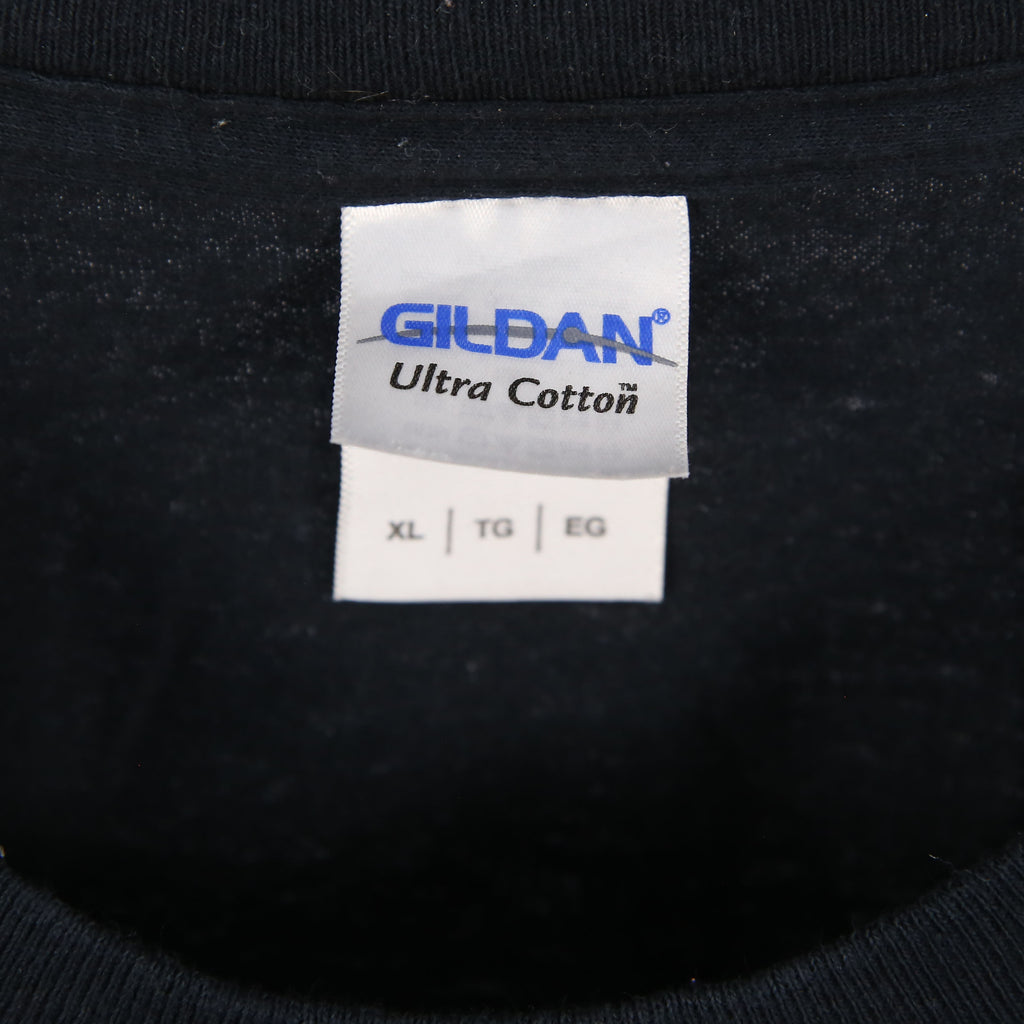 GILDAN®
Ultra Cotton™
XL | TG | EG